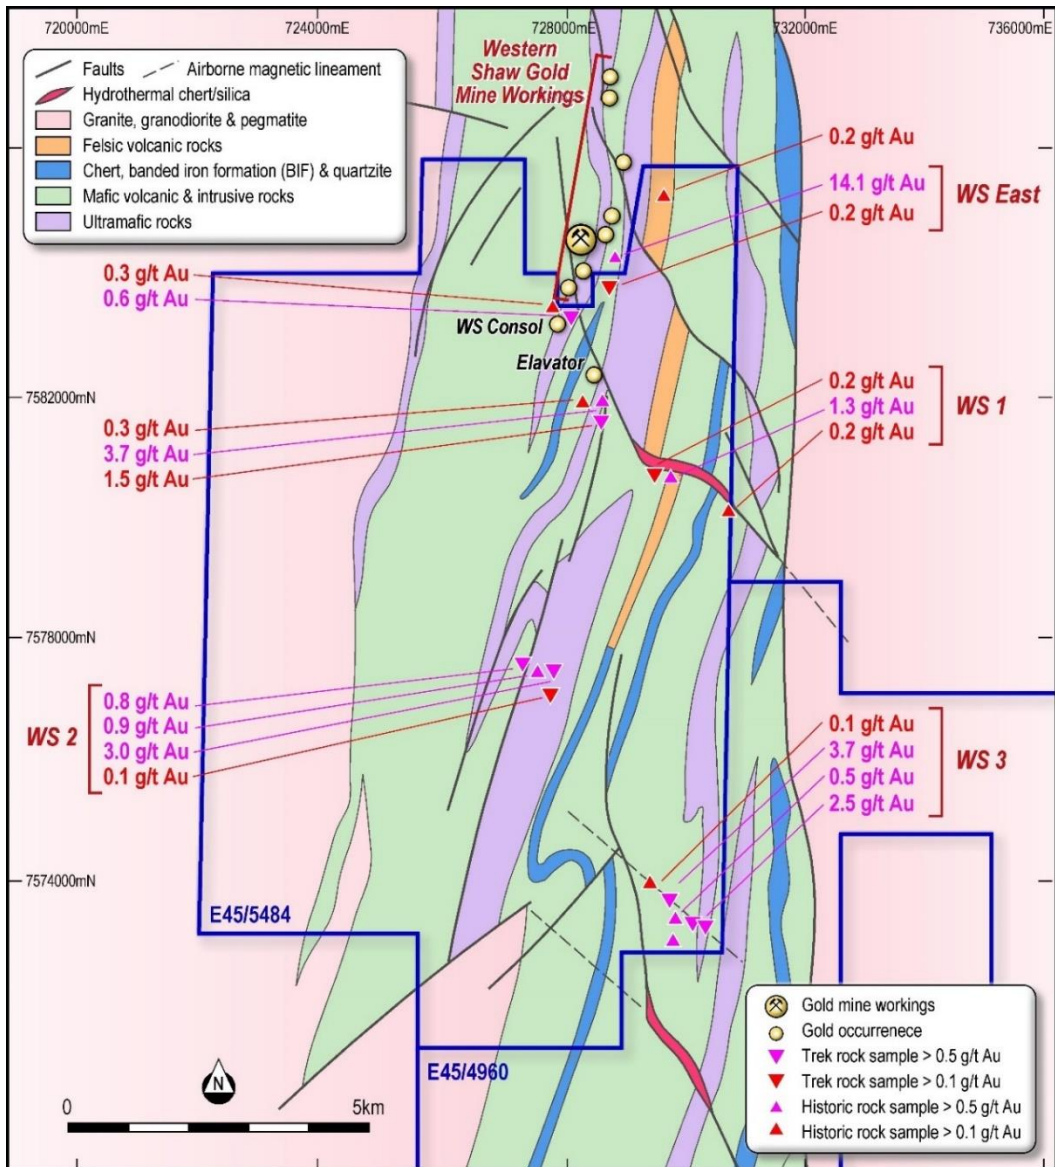 720000mE
724000mE
728000mE
732000mE
736000mE
Faults
Airborne magnetic lineament
Hydrothermal chert/silica
Granite, granodiorite & pegmatite
Felsic volcanic rocks
Chert, banded iron formation (BIF) & quartzite
Mafic volcanic & intrusive rocks
Ultramafic rocks
Western
Shaw Gold
Mine Workings
0.2 g/t Au
14.1 g/t Au
0.2 g/t Au
WS East
0.3 g/t Au
0.6 g/t Au
WS Consol
Elavator
7582000mN
0.3 g/t Au
3.7 g/t Au
1.5 g/t Au
0.2 g/t Au
1.3 g/t Au
0.2 g/t Au
WS 1
7578000mN
WS 2
0.8 g/t Au
0.9 g/t Au
3.0 g/t Au
0.1 g/t Au
0.1 g/t Au
3.7 g/t Au
0.5 g/t Au
2.5 g/t Au
WS 3
7574000mN
E45/5484
E45/4960
N
0
5km
Gold mine workings
Gold occurrenece
Trek rock sample > 0.5 g/t Au
Trek rock sample > 0.1 g/t Au
Historic rock sample > 0.5 g/t Au
Historic rock sample > 0.1 g/t Au